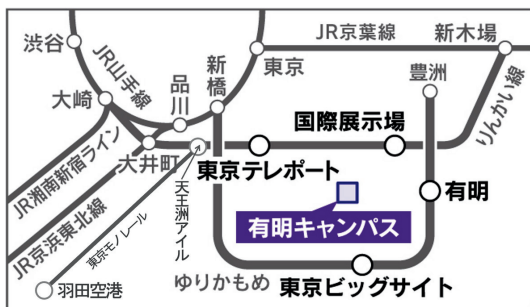 渋谷
JR山手線
品川
新橋
東京
JR京葉線
新木場
豊洲
りんかい線
大崎
大井町
東京テレポート
国際展示場
有明
有明キャンパス
JR湘南新宿ライン
JR京浜東北線
東京モノレール
天王洲アイル
羽田空港
ゆりかもめ
東京ビッグサイト